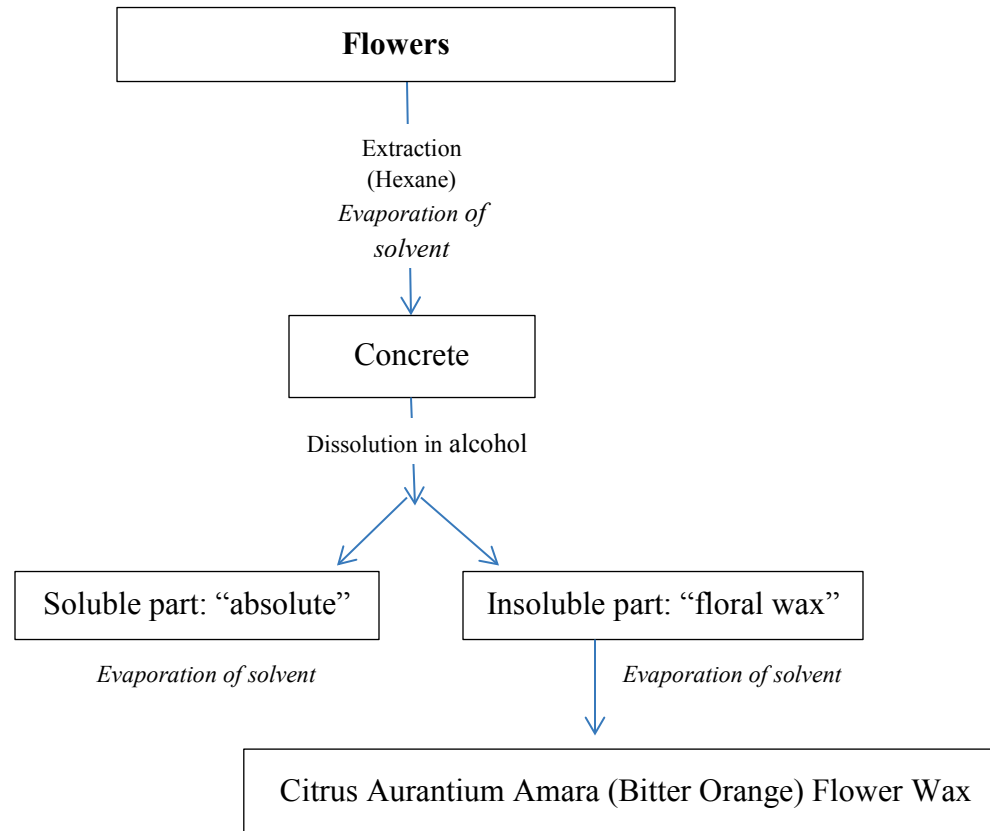 Flowers
Extraction
(Hexane)
Evaporation of
solvent
Concrete
Dissolution in alcohol
Soluble part: “absolute”
Insoluble part: “floral wax”
Evaporation of solvent
Evaporation of solvent
Citrus Aurantium Amara (Bitter Orange) Flower Wax